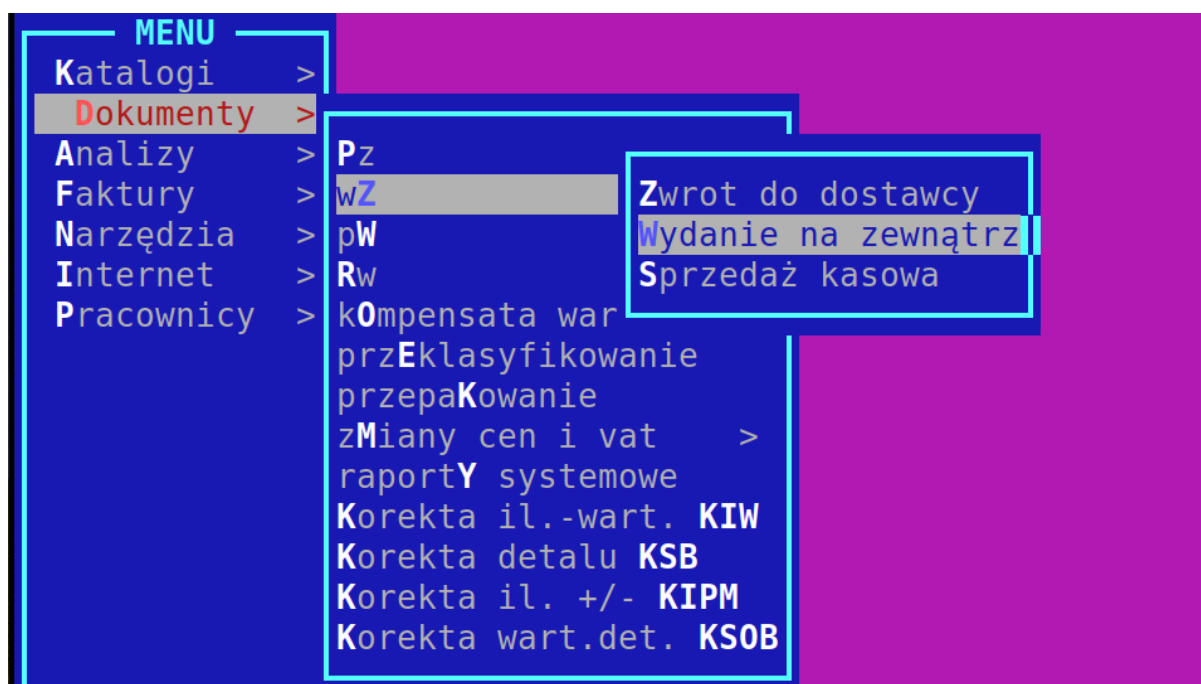 MENU
Katalogi >
Dokumenty >
Analizy >
Faktury >
Narzędzia >
Internet >
Pracownicy >
Pz
wZ
pW
Rw
kOmpensata war
przEklasyfikowanie
przepaKowanie
zMiany cen i vat >
raportY systemowe
Korekta il.-wart. KIW
Korekta detalu KSB
Korekta il. +/- KIPM
Korekta wart.det. KSOB
Zwrot do dostawcy
Wydanie na zewnątrz
Sprzedaż kasowa